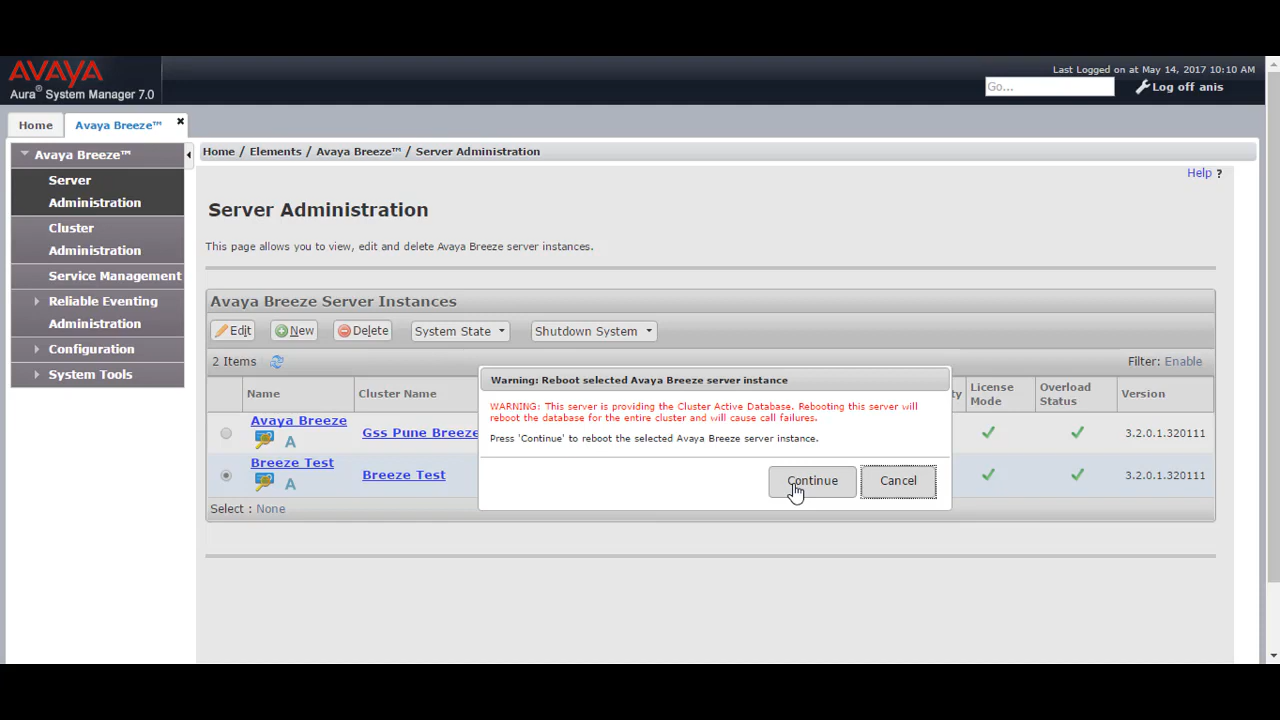 AVAYA
Aura® System Manager 7.0
Last Logged on at May 14, 2017 10:10 AM
Go...
Log off anis
Home
Avaya Breeze™
Avaya Breeze™
Server
Administration
Cluster
Administration
Service Management
Reliable Eventing
Administration
Configuration
System Tools
Home / Elements / Avaya Breeze™ / Server Administration
Help ?
Server Administration
This page allows you to view, edit and delete Avaya Breeze server instances.
Avaya Breeze Server Instances
Edit New Delete System State Shutdown System
2 Items
Filter: Enable
Name Cluster Name License Mode Overload Status Version
Avaya Breeze
A
Gss Pune Breeze
3.2.0.1.320111
Breeze Test
A
Breeze Test
3.2.0.1.320111
Select : None
Warning: Reboot selected Avaya Breeze server instance
WARNING: This server is providing the Cluster Active Database. Rebooting this server will
reboot the database for the entire cluster and will cause call failures.
Press 'Continue' to reboot the selected Avaya Breeze server instance.
Continue Cancel